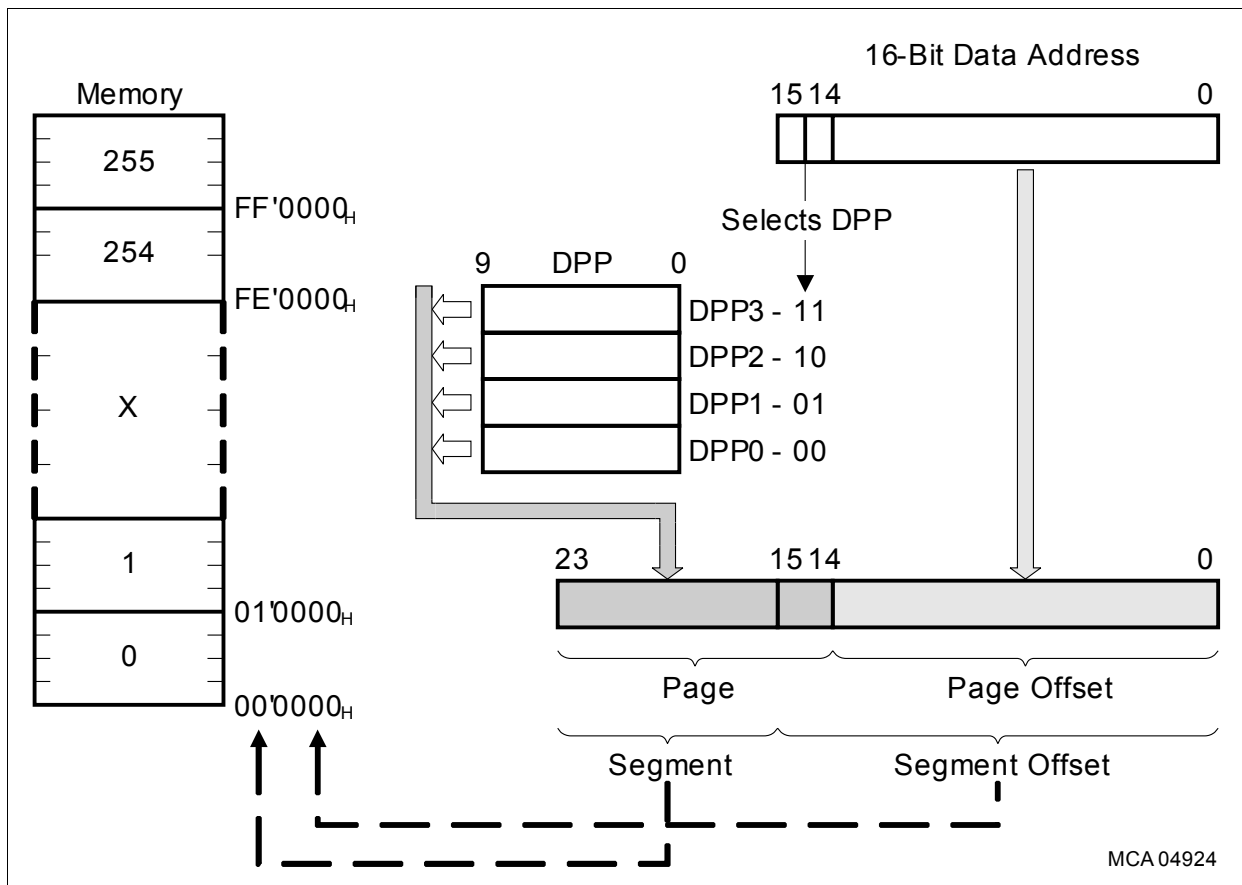 16-Bit Data Address
15 14 0
Memory
255
FF'0000H
254
FE'0000H
X
1
01'0000H
0
00'0000H
Selects DPP
9 DPP 0
DPP3 - 11
DPP2 - 10
DPP1 - 01
DPP0 - 00
23 15 14 0
Page Page Offset
Segment Segment Offset
MCA 04924